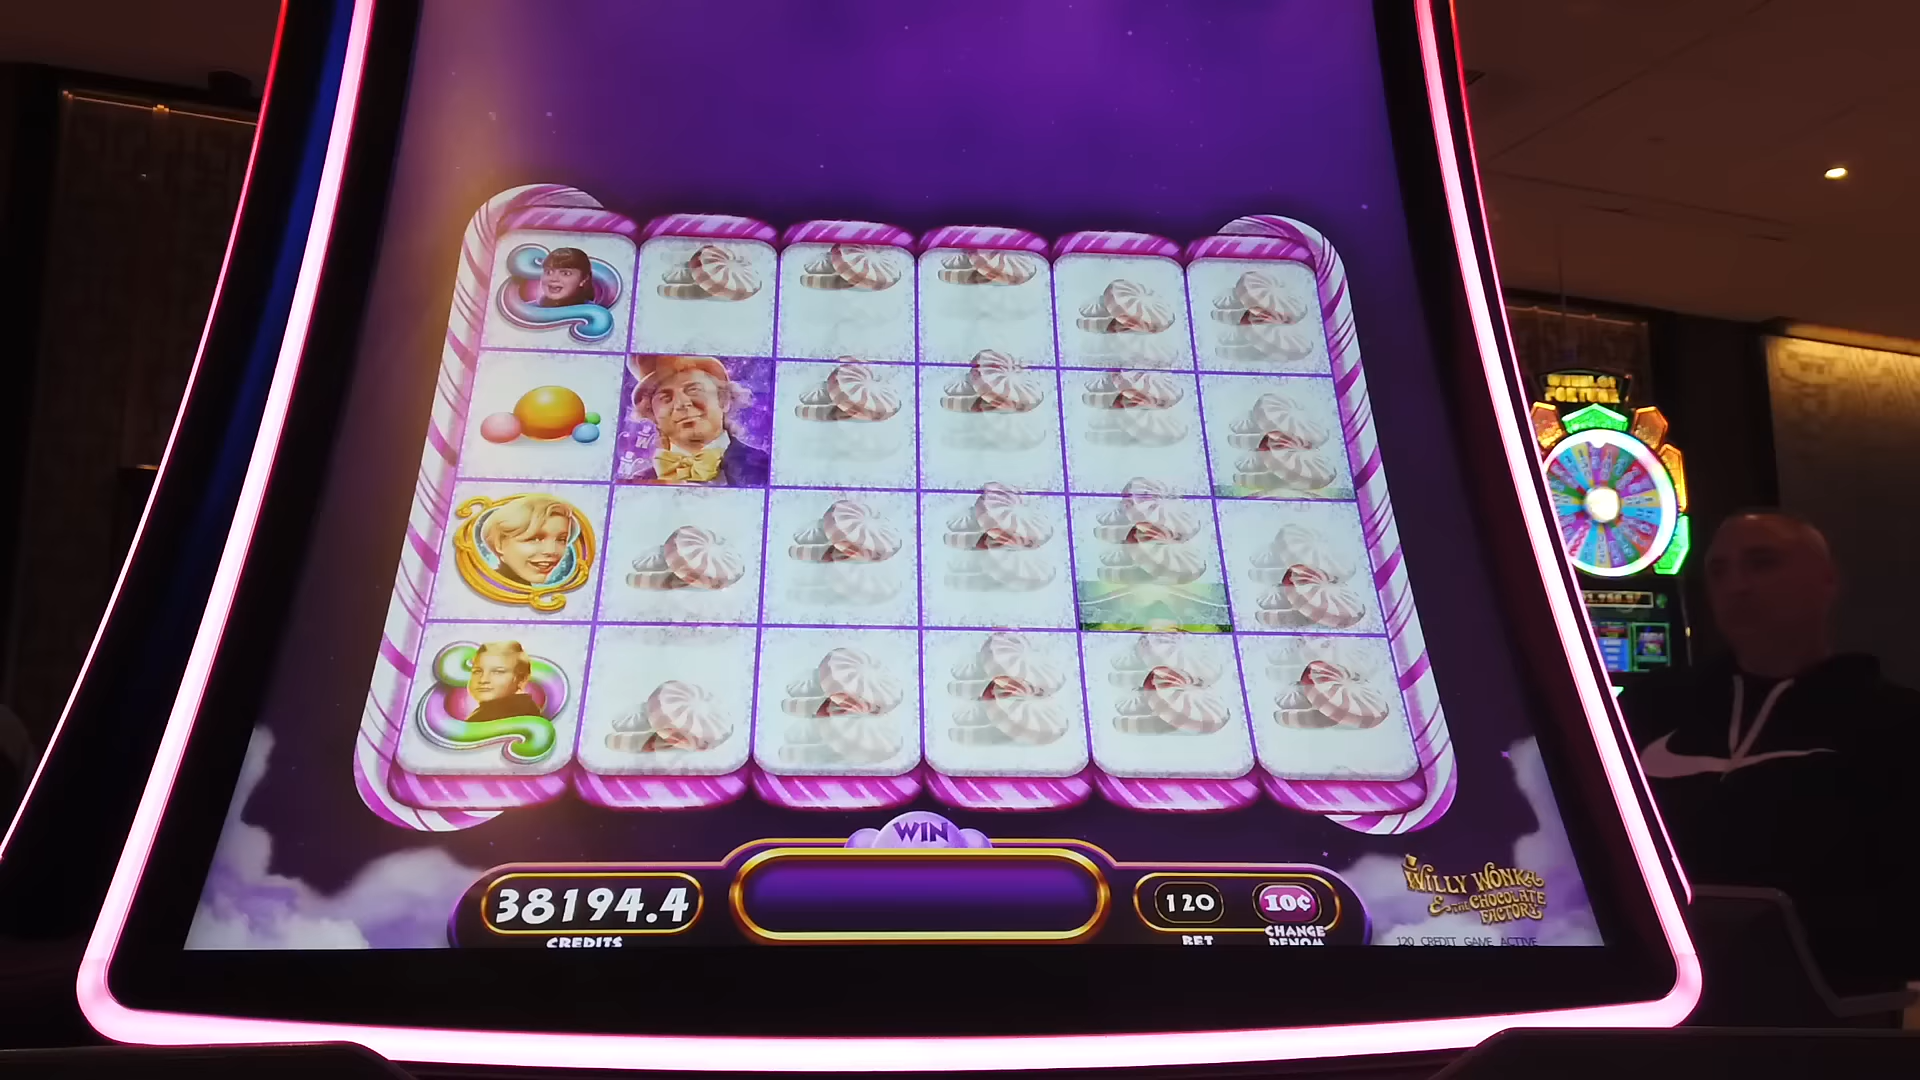 WHEEL OF
FORTUNE
WIN
38194.4
CREDITS
120
BET
10¢
CHANGE
DENOM
WILLY WONKA
& THE CHOCOLATE
FACTORY
120 CREDIT GAME ACTIVE